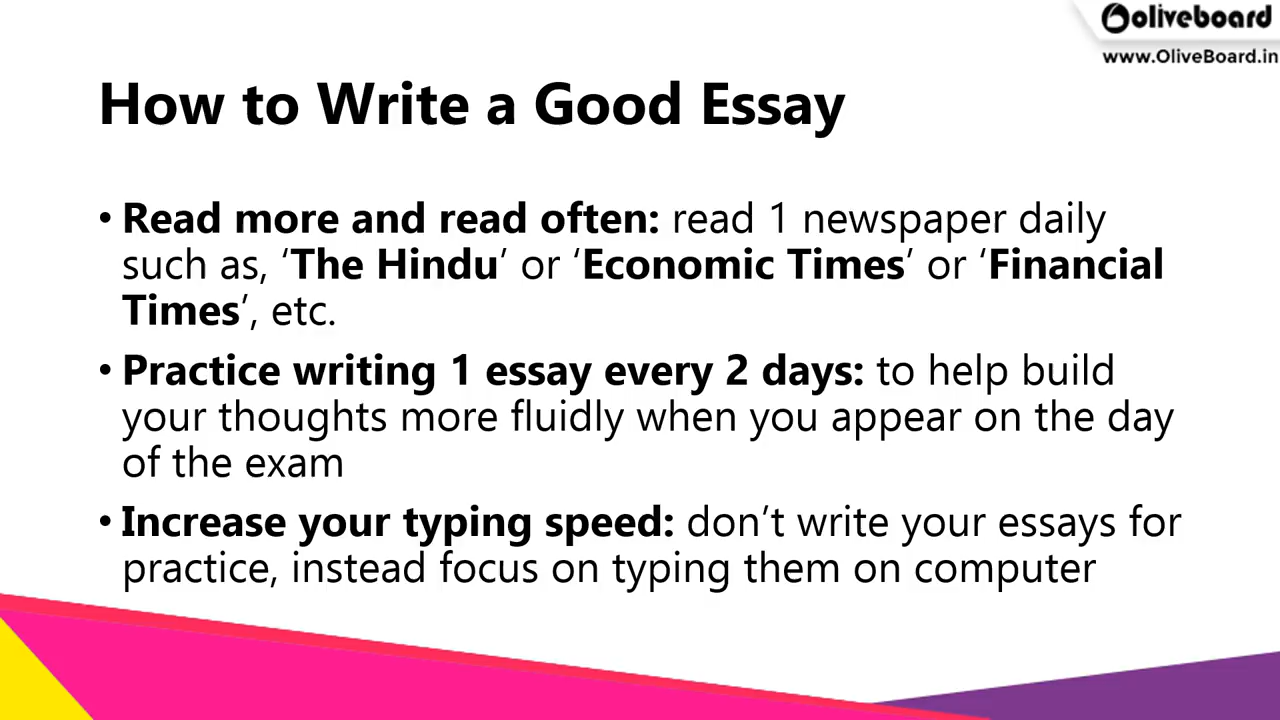 oliveboard
www.OliveBoard.in
How to Write a Good Essay
• Read more and read often: read 1 newspaper daily
such as, ‘The Hindu’ or ‘Economic Times’ or ‘Financial
Times’, etc.
• Practice writing 1 essay every 2 days: to help build
your thoughts more fluidly when you appear on the day
of the exam
• Increase your typing speed: don’t write your essays for
practice, instead focus on typing them on computer